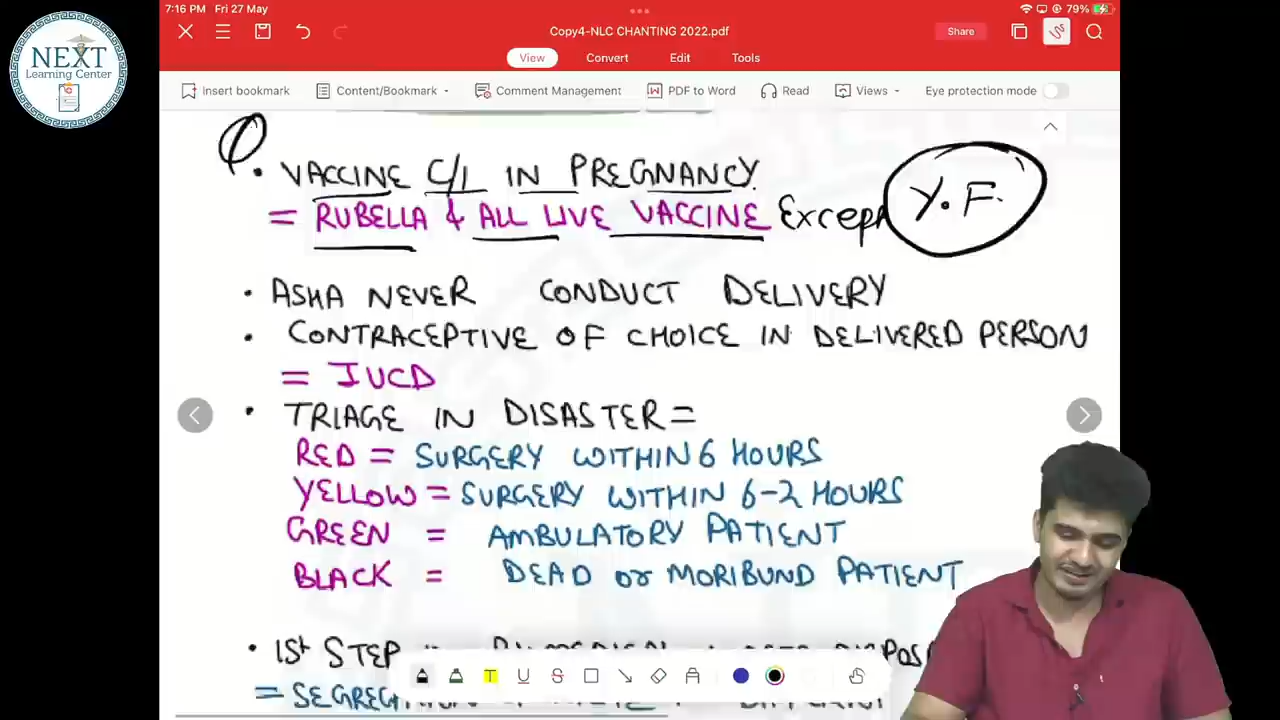 7:16 PM Fri 27 May
79%
NEXT
Learning Center
Copy4-NLC CHANTING 2022.pdf
Share
View Convert Edit Tools
Insert bookmark Content/Bookmark Comment Management PDF to Word Read Views Eye protection mode
Q
• VACCINE C/I IN PREGNANCY.
= RUBELLA & ALL LIVE VACCINE Except Y.F.
• ASHA NEVER CONDUCT DELIVERY
• CONTRACEPTIVE OF CHOICE IN DELIVERED PERSON
= IUCD
• TRIAGE IN DISASTER =
RED = SURGERY WITHIN 6 HOURS
YELLOW = SURGERY WITHIN 6-2 HOURS
GREEN = AMBULATORY PATIENT
BLACK = DEAD or MORIBUND PATIENT
• 1st STEP